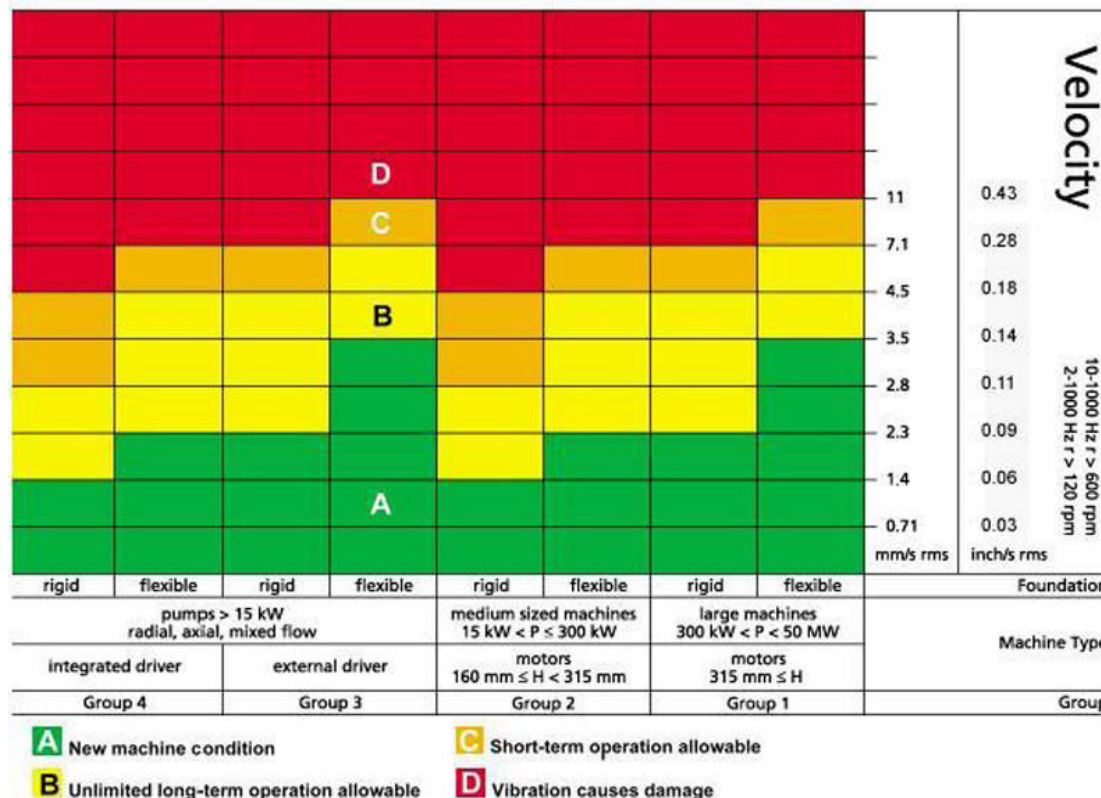 Velocity
10-1000 Hz r > 600 rpm
2-1000 Hz r > 120 rpm
D
C
B
A
11 0.43
7.1 0.28
4.5 0.18
3.5 0.14
2.8 0.11
2.3 0.09
1.4 0.06
0.71 0.03
mm/s rms inch/s rms
rigid flexible rigid flexible rigid flexible rigid flexible Foundation
pumps > 15 kW
radial, axial, mixed flow
medium sized machines
15 kW < P ≤ 300 kW
large machines
300 kW < P < 50 MW
Machine Type
integrated driver external driver
motors
160 mm ≤ H < 315 mm
motors
315 mm ≤ H
Group 4 Group 3 Group 2 Group 1 Group
A New machine condition
C Short-term operation allowable
B Unlimited long-term operation allowable
D Vibration causes damage